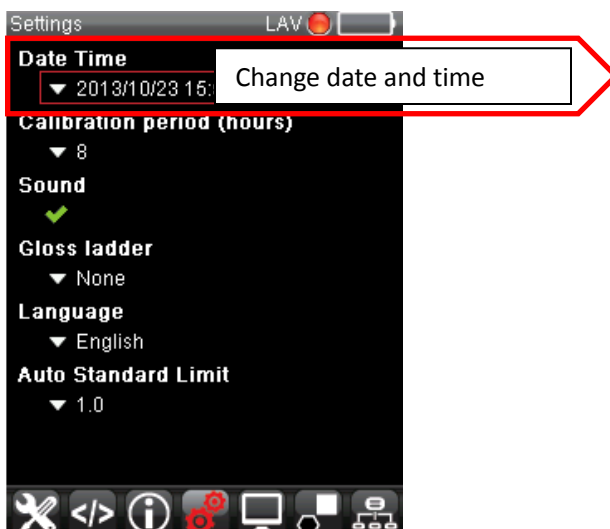 Settings LAV
Date Time
2013/10/23 15:
Change date and time
Calibration period (hours)
8
Sound
Gloss ladder
None
Language
English
Auto Standard Limit
1.0
</>